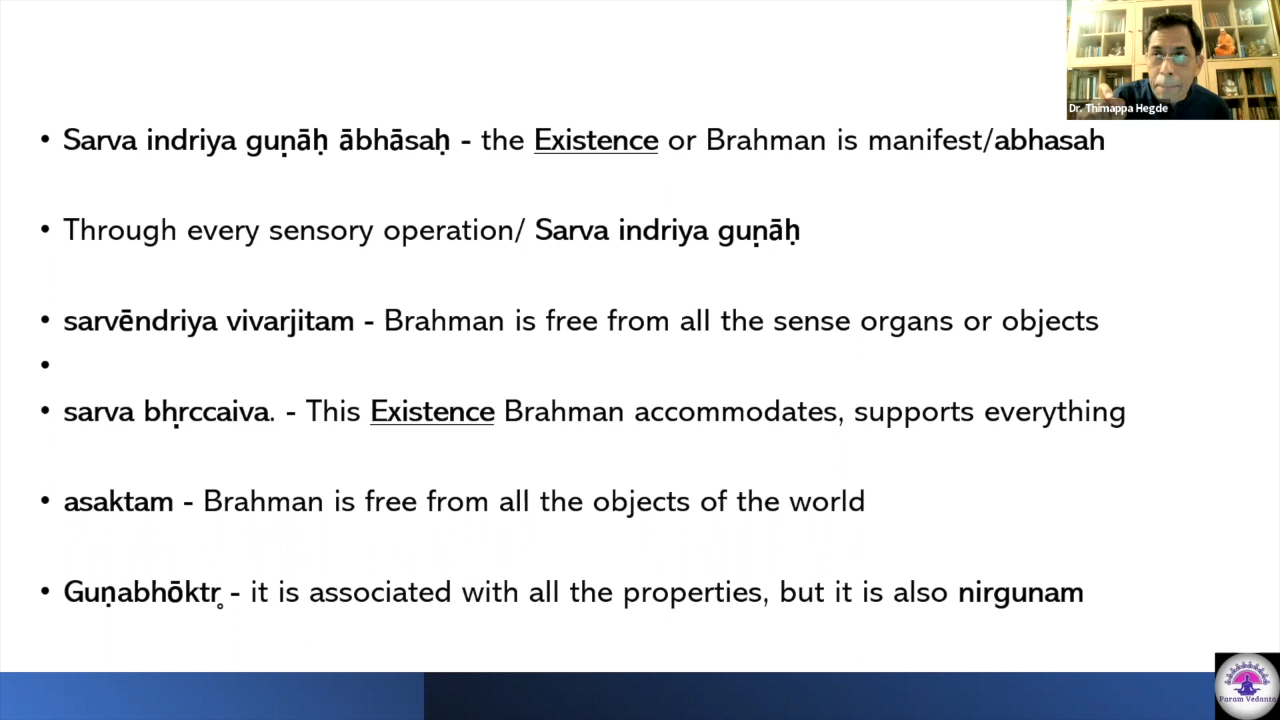 Dr. Thimappa Hegde
• Sarva indriya guṇāḥ ābhāsaḥ - the Existence or Brahman is manifest/abhasah
• Through every sensory operation/ Sarva indriya guṇāḥ
• sarvēndriya vivarjitam - Brahman is free from all the sense organs or objects
•
• sarva bhṛccaiva. - This Existence Brahman accommodates, supports everything
• asaktam - Brahman is free from all the objects of the world
• Guṇabhōktr̥ - it is associated with all the properties, but it is also nirgunam
Param Vedanta